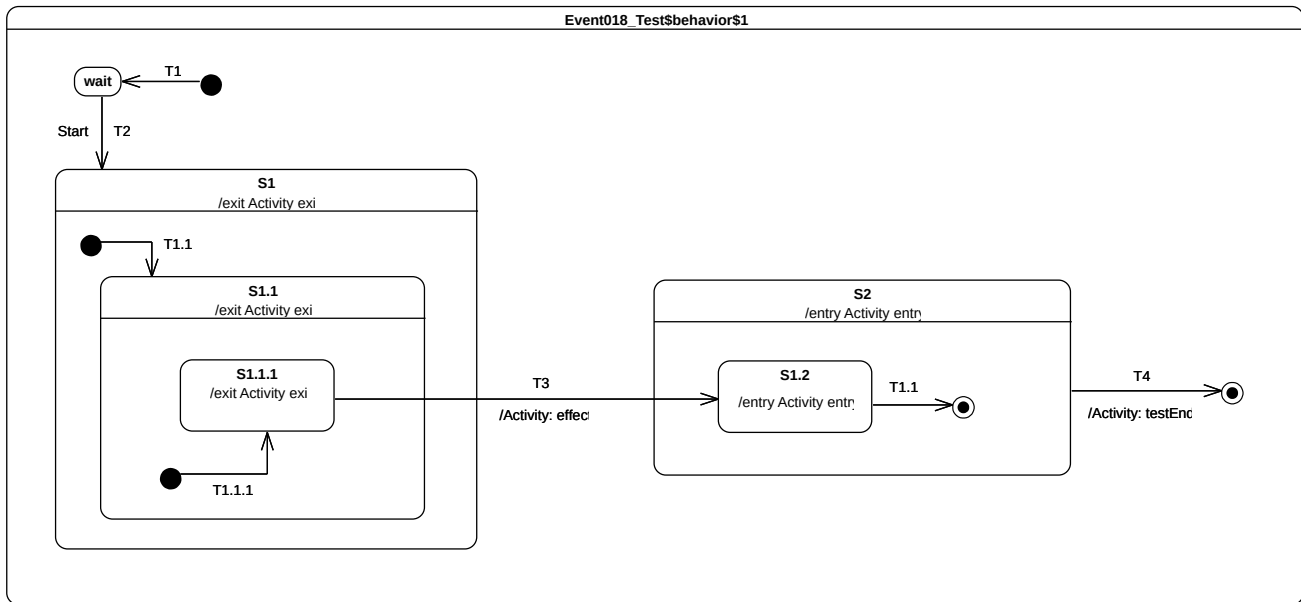 Event018_Test$behavior$1
T1
wait
Start T2
S1
/exit Activity exi
T1.1
S1.1
/exit Activity exi
S2
/entry Activity entry
S1.1.1
/exit Activity exi
T3
/Activity: effect
S1.2
/entry Activity entry
T1.1
T4
/Activity: testEnd
T1.1.1